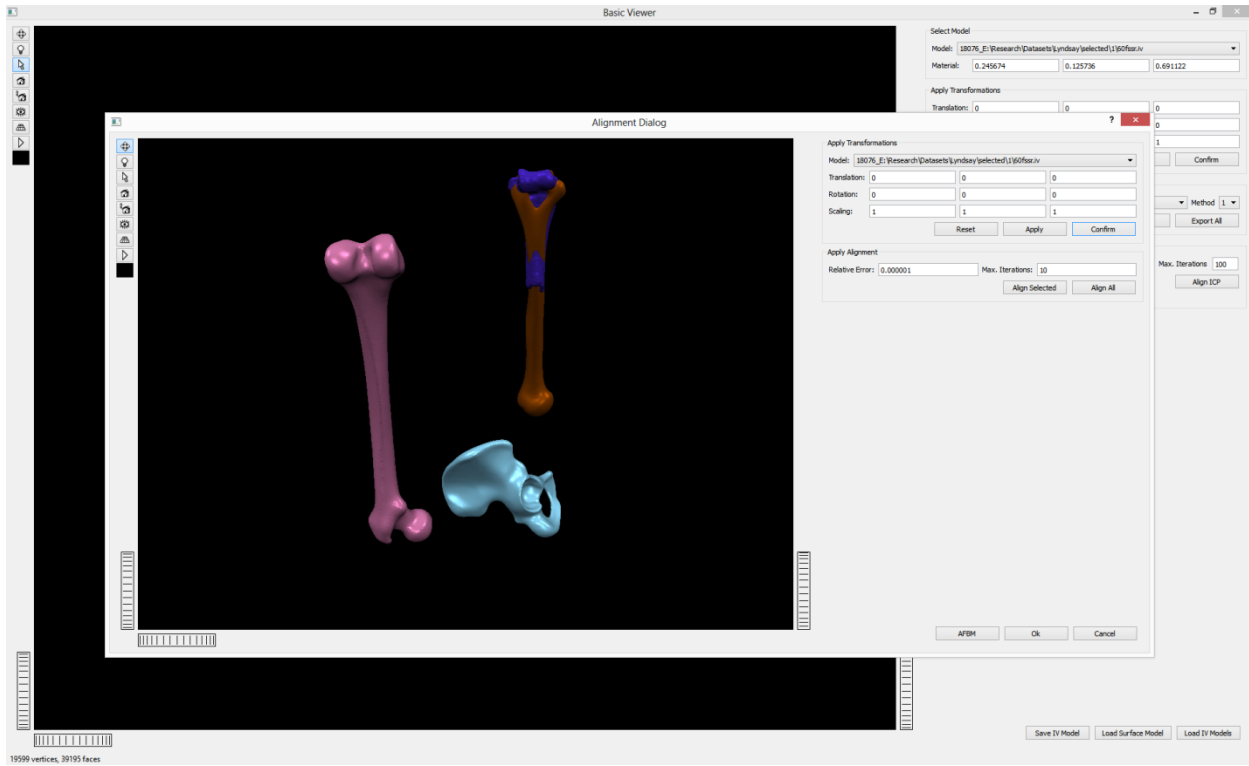 Basic Viewer
Select Model
Model: 18076_E:\Research\Datasets\Lyndsay\selected\1\60fssr.iv
Material: 0.245674 0.125736 0.691122
Apply Transformations
Translation: 0 0 0
0
1
Confirm
Method 1
Export All
Max. Iterations 100
Align ICP
Alignment Dialog
?
Apply Transformations
Model: 18076_E:\Research\Datasets\Lyndsay\selected\1\60fssr.iv
Translation: 0 0 0
Rotation: 0 0 0
Scaling: 1 1 1
Reset Apply Confirm
Apply Alignment
Relative Error: 0.000001 Max. Iterations: 10
Align Selected Align All
AFBM Ok Cancel
Save IV Model Load Surface Model Load IV Models
19599 vertices, 39195 faces